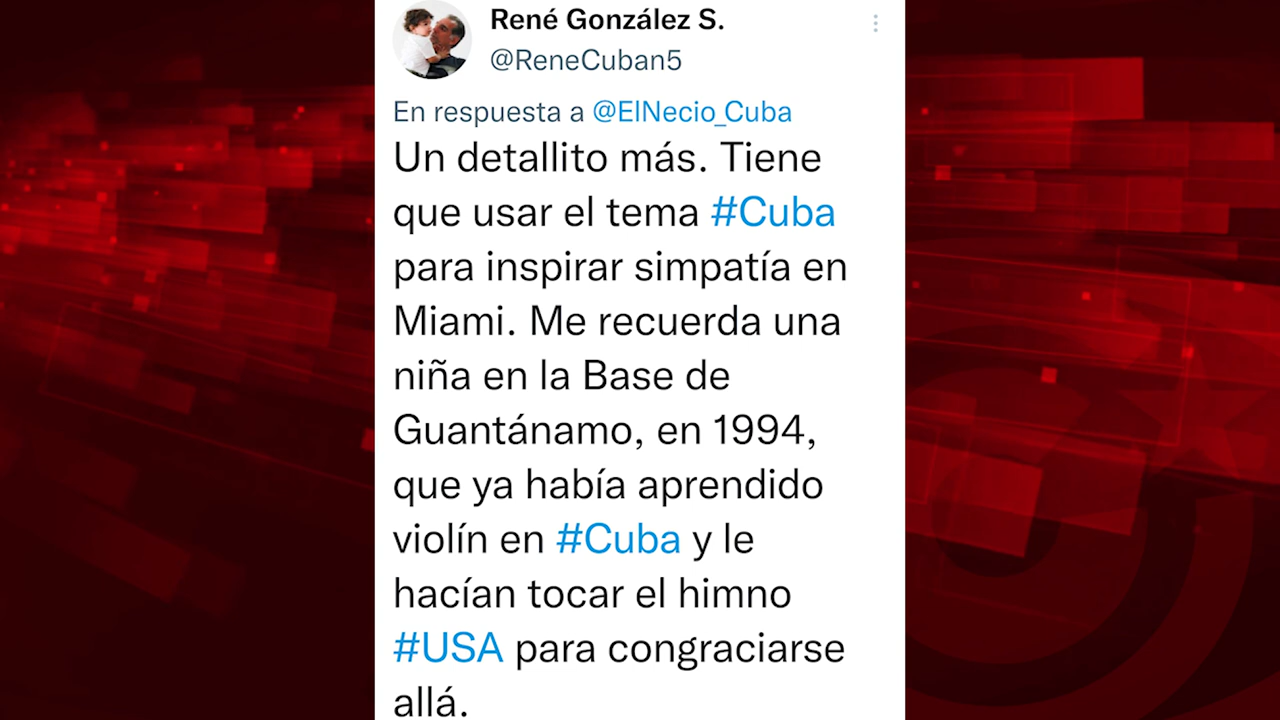 René González S.
@ReneCuban5
En respuesta a @ElNecio_Cuba
Un detallito más. Tiene
que usar el tema #Cuba
para inspirar simpatía en
Miami. Me recuerda una
niña en la Base de
Guantánamo, en 1994,
que ya había aprendido
violín en #Cuba y le
hacían tocar el himno
#USA para congraciarse
allá.